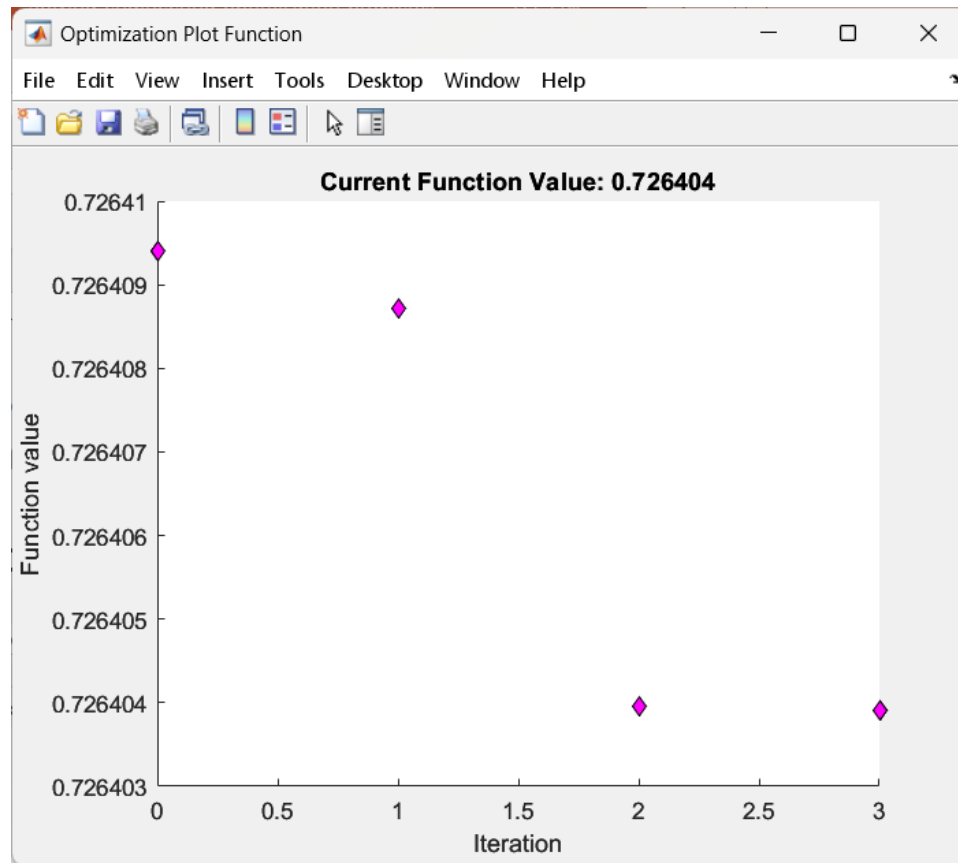 Optimization Plot Function
File Edit View Insert Tools Desktop Window Help
Current Function Value: 0.726404
0.72641
0.726409
0.726408
0.726407
0.726406
0.726405
0.726404
0.726403
Function value
0 0.5 1 1.5 2 2.5 3
Iteration